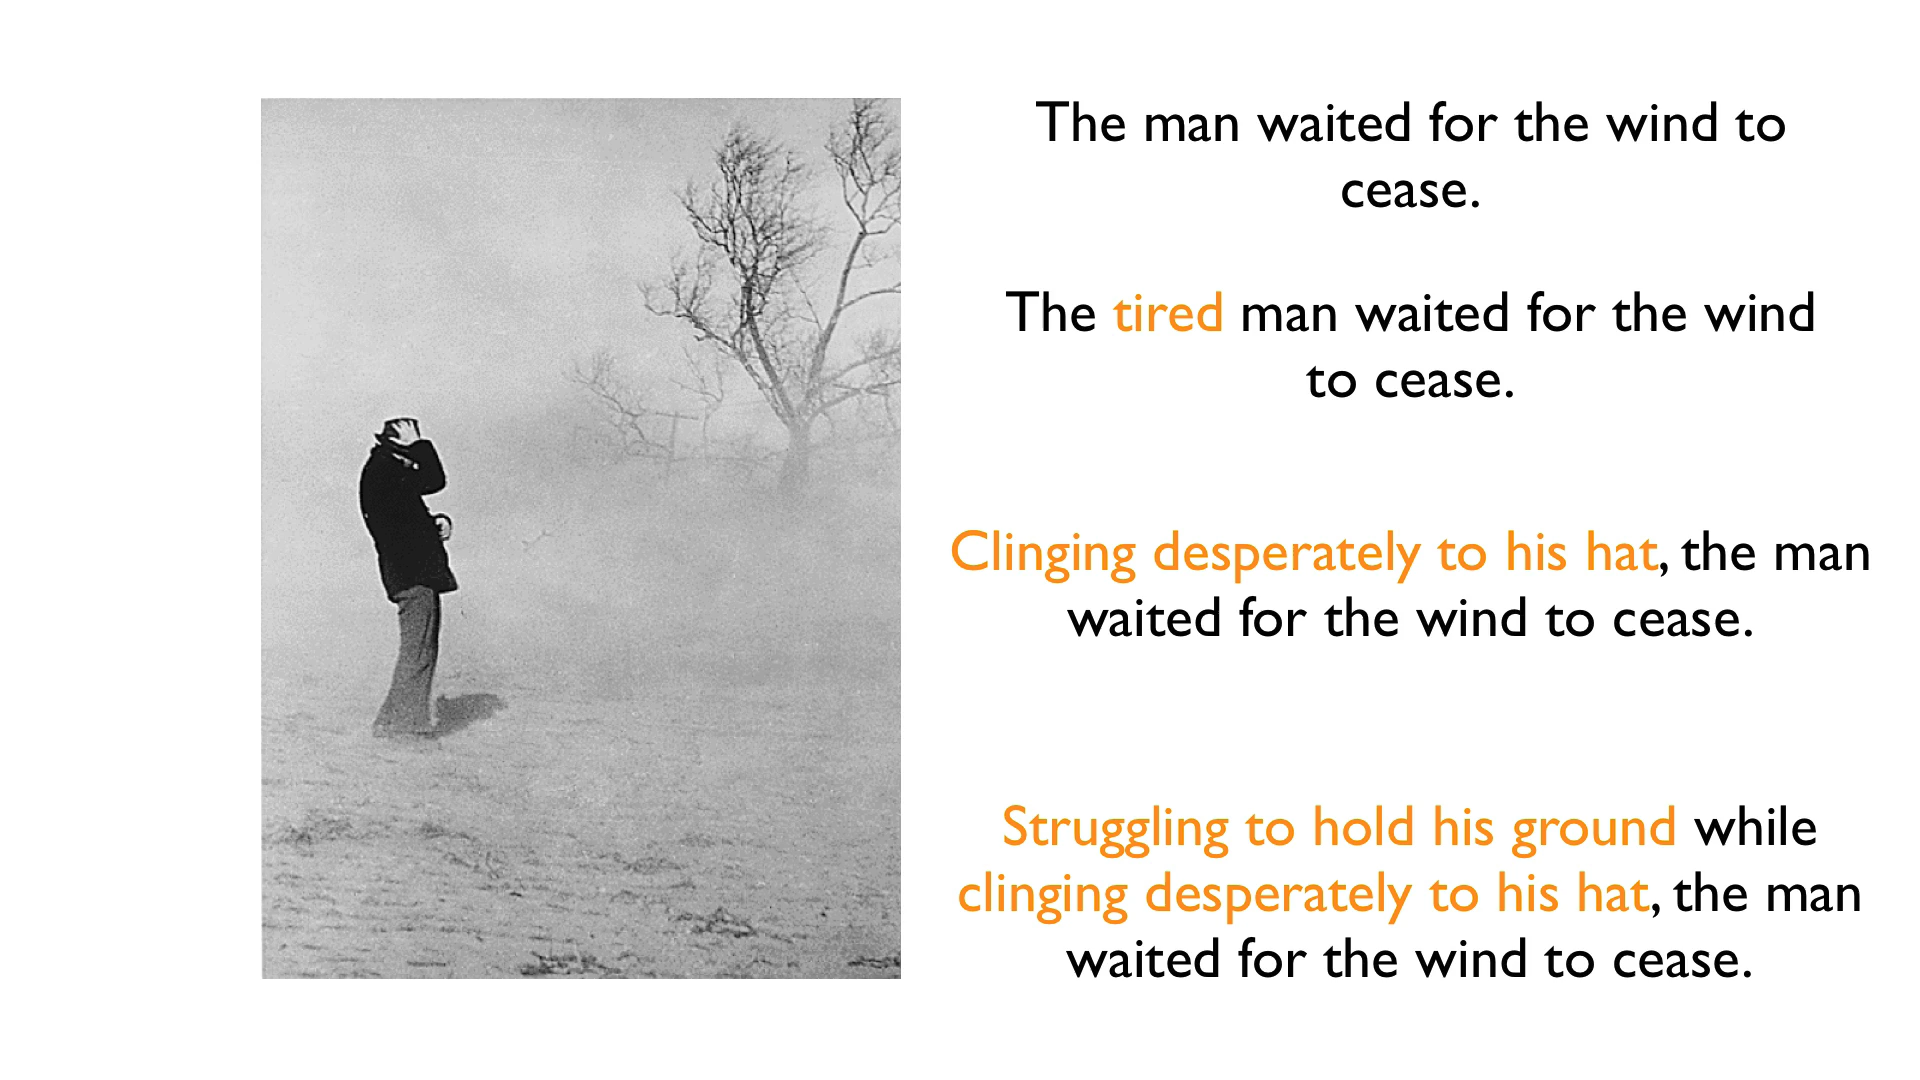 The man waited for the wind to
cease.
The tired man waited for the wind
to cease.
Clinging desperately to his hat, the man
waited for the wind to cease.
Struggling to hold his ground while
clinging desperately to his hat, the man
waited for the wind to cease.